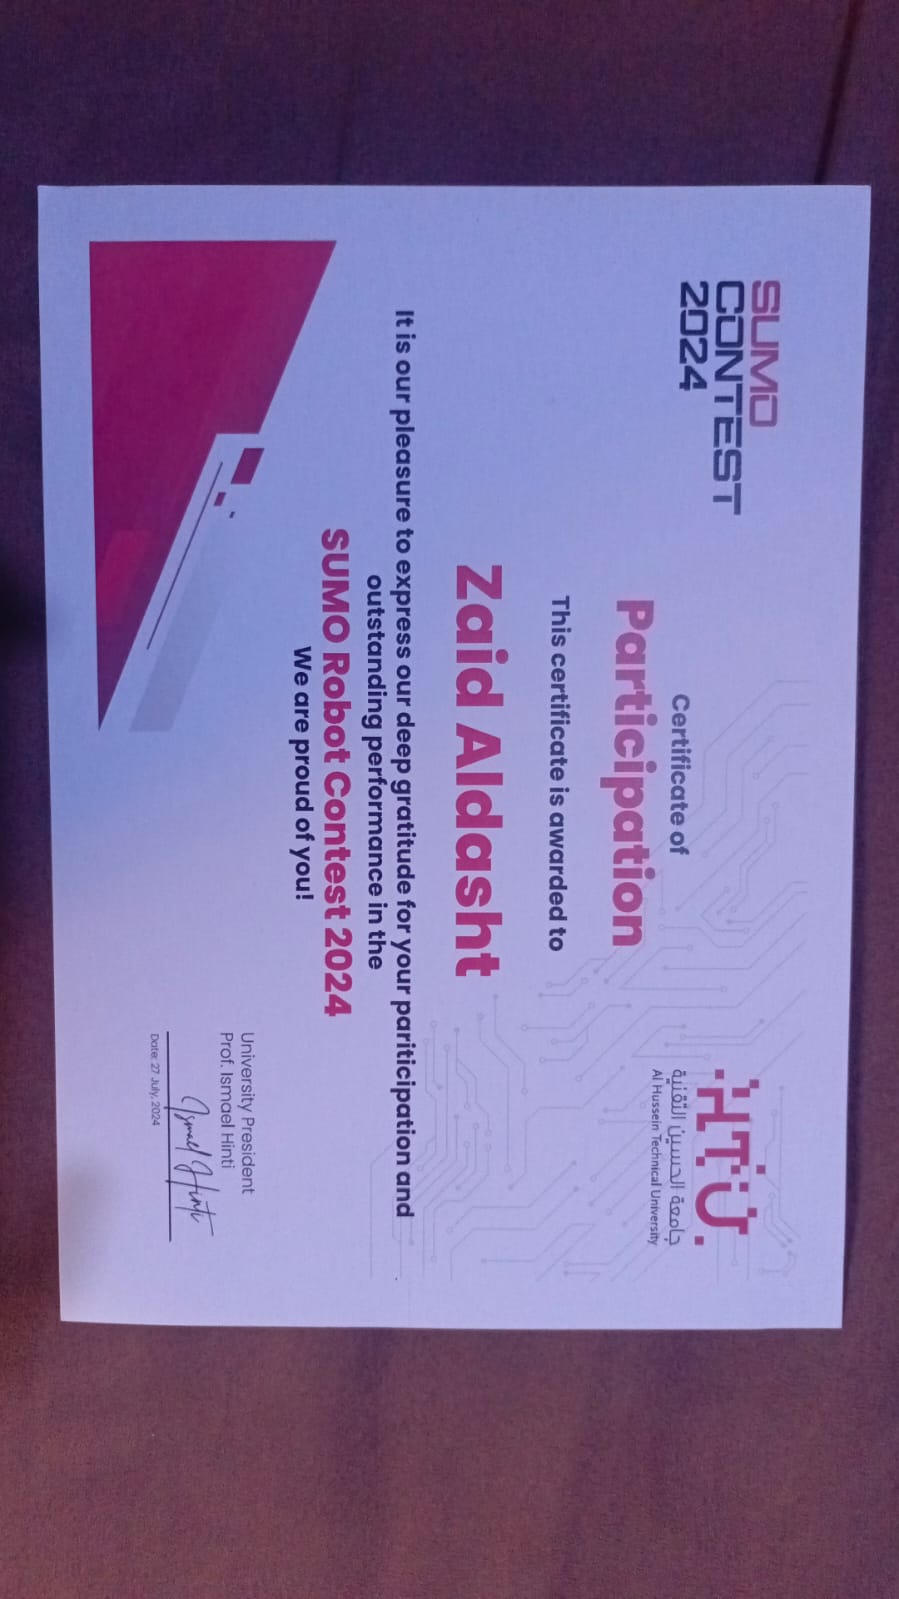 SUMO
CONTEST
2024
HTU
جامعة الحسين التقنية
Al Hussein Technical University
Certificate of
Participation
This certificate is awarded to
Zaid Aldasht
It is our pleasure to express our deep gratitude for your pariticipation and
outstanding performance in the
SUMO Robot Contest 2024
We are proud of you!
University President
Prof. Ismael Hinti
Ismael Hinti
Date: 27 July, 2024